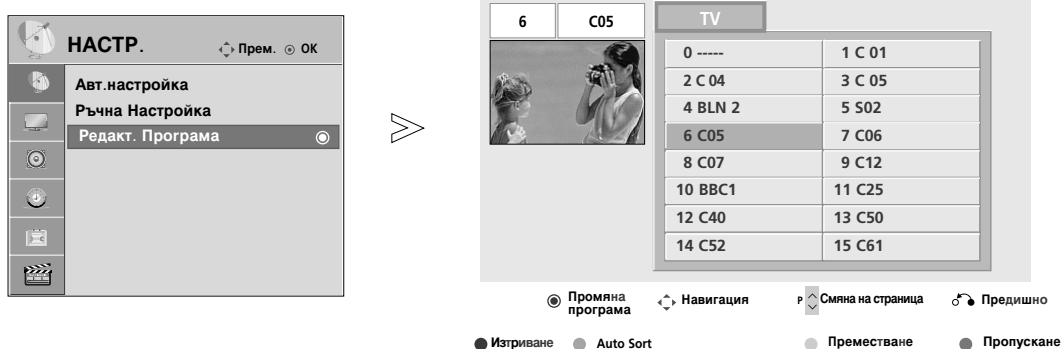 НАСТР.
Прем. OK
Авт.настройка
Ръчна Настройка
Редакт. Програма
6 C05
TV
0 ----- 1 C 01
2 C 04 3 C 05
4 BLN 2 5 S02
6 C05 7 C06
8 C07 9 C12
10 BBC1 11 C25
12 C40 13 C50
14 C52 15 C61
Промяна програма
Навигация
P Смяна на страница
Предишно
Изтриване
Auto Sort
Преместване
Пропускане